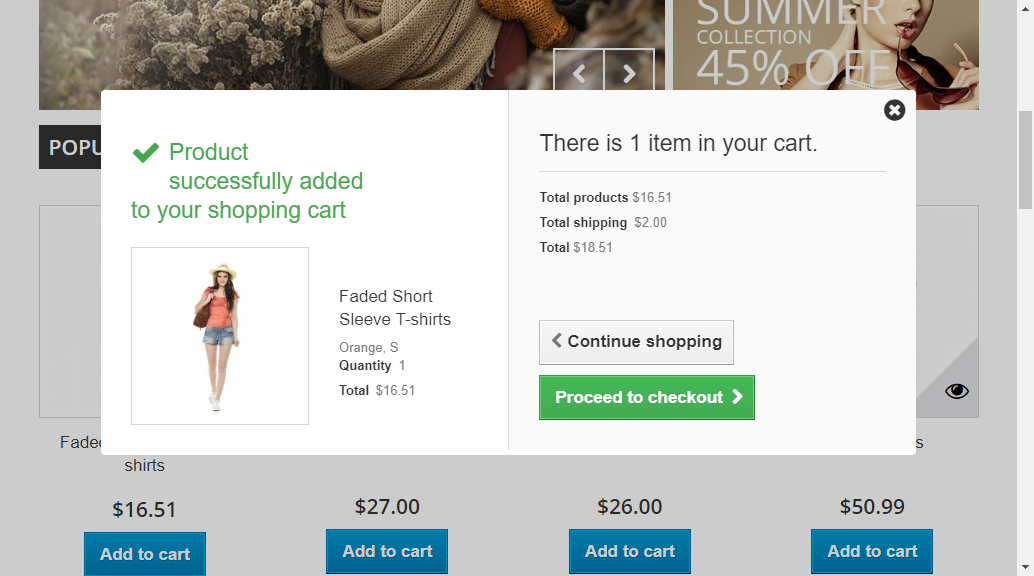 SUMMER
COLLECTION
45% OFF
Product
successfully added
to your shopping cart
Faded Short
Sleeve T-shirts
Orange, S
Quantity 1
Total $16.51
There is 1 item in your cart.
Total products $16.51
Total shipping $2.00
Total $18.51
Continue shopping
Proceed to checkout
shirts
$16.51
$27.00
$26.00
$50.99
Add to cart
Add to cart
Add to cart
Add to cart